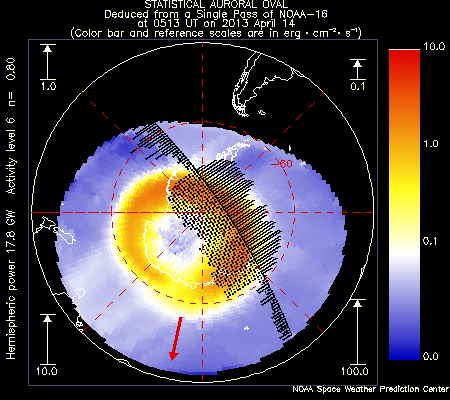 STATISTICAL AURORAL OVAL
Deduced from a Single Pass of NOAA-16
at 0513 UT on 2013 April 14
(Color bar and reference scales are in erg · cm⁻² · s⁻¹)
1.0
0.1
10.0
1.0
0.1
0.0
-60
Hemispheric power 17.8 GW Activity level 6 n= 0.80
10.0
100.0
NOAA Space Weather Prediction Center